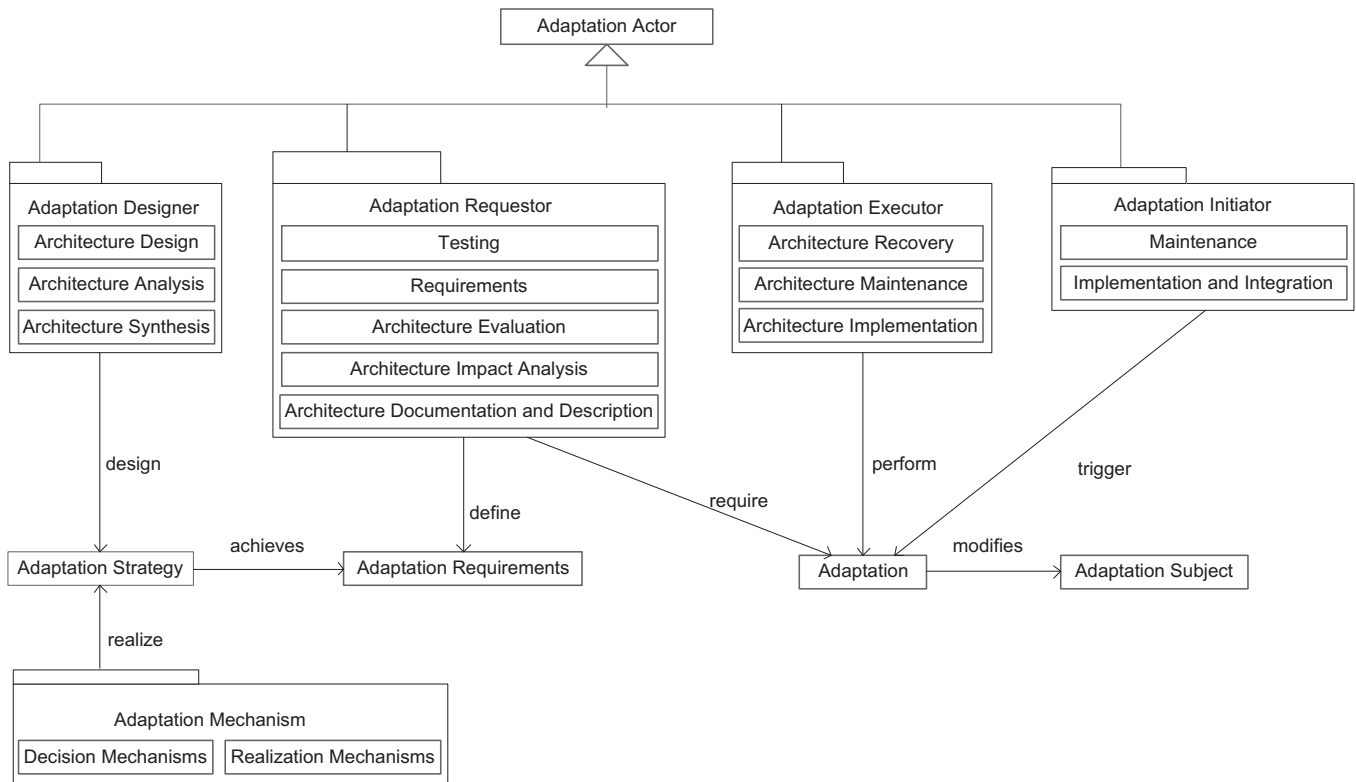 Adaptation Actor
Adaptation Designer
Architecture Design
Architecture Analysis
Architecture Synthesis
Adaptation Requestor
Testing
Requirements
Architecture Evaluation
Architecture Impact Analysis
Architecture Documentation and Description
Adaptation Executor
Architecture Recovery
Architecture Maintenance
Architecture Implementation
Adaptation Initiator
Maintenance
Implementation and Integration
design
define
require
perform
trigger
Adaptation Strategy
achieves
Adaptation Requirements
Adaptation
modifies
Adaptation Subject
realize
Adaptation Mechanism
Decision Mechanisms
Realization Mechanisms